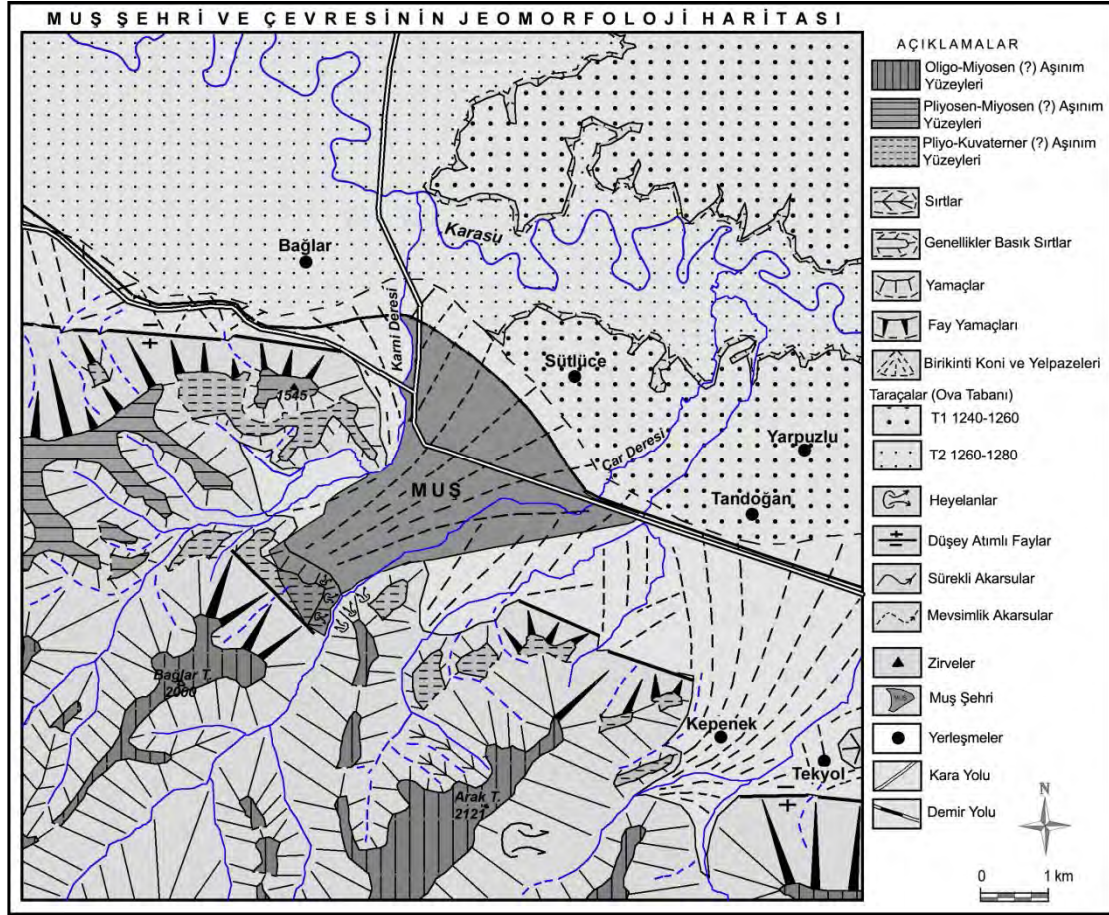 MUŞ ŞEHRİ VE ÇEVRESİNİN JEOMORFOLOJİ HARİTASI
Bağlar
Karasu
Karni Deresi
Sütlüce
1545
MUŞ
Çar Deresi
Yarpuzlu
Tandoğan
Bağlar T.
2000
Kepenek
Tekyol
Arak T.
2121
AÇIKLAMALAR
Oligo-Miyosen (?) Aşınım
Yüzeyleri
Pliyosen-Miyosen (?) Aşınım
Yüzeyleri
Pliyo-Kuvaterner (?) Aşınım
Yüzeyleri
Sırtlar
Genellikler Basık Sırtlar
Yamaçlar
Fay Yamaçları
Birikinti Koni ve Yelpazeleri
Taraçalar (Ova Tabanı)
T1 1240-1260
T2 1260-1280
Heyelanlar
Düşey Atımlı Faylar
Sürekli Akarsular
Mevsimlik Akarsular
Zirveler
Muş Şehri
Yerleşmeler
Kara Yolu
Demir Yolu
N
0 1 km